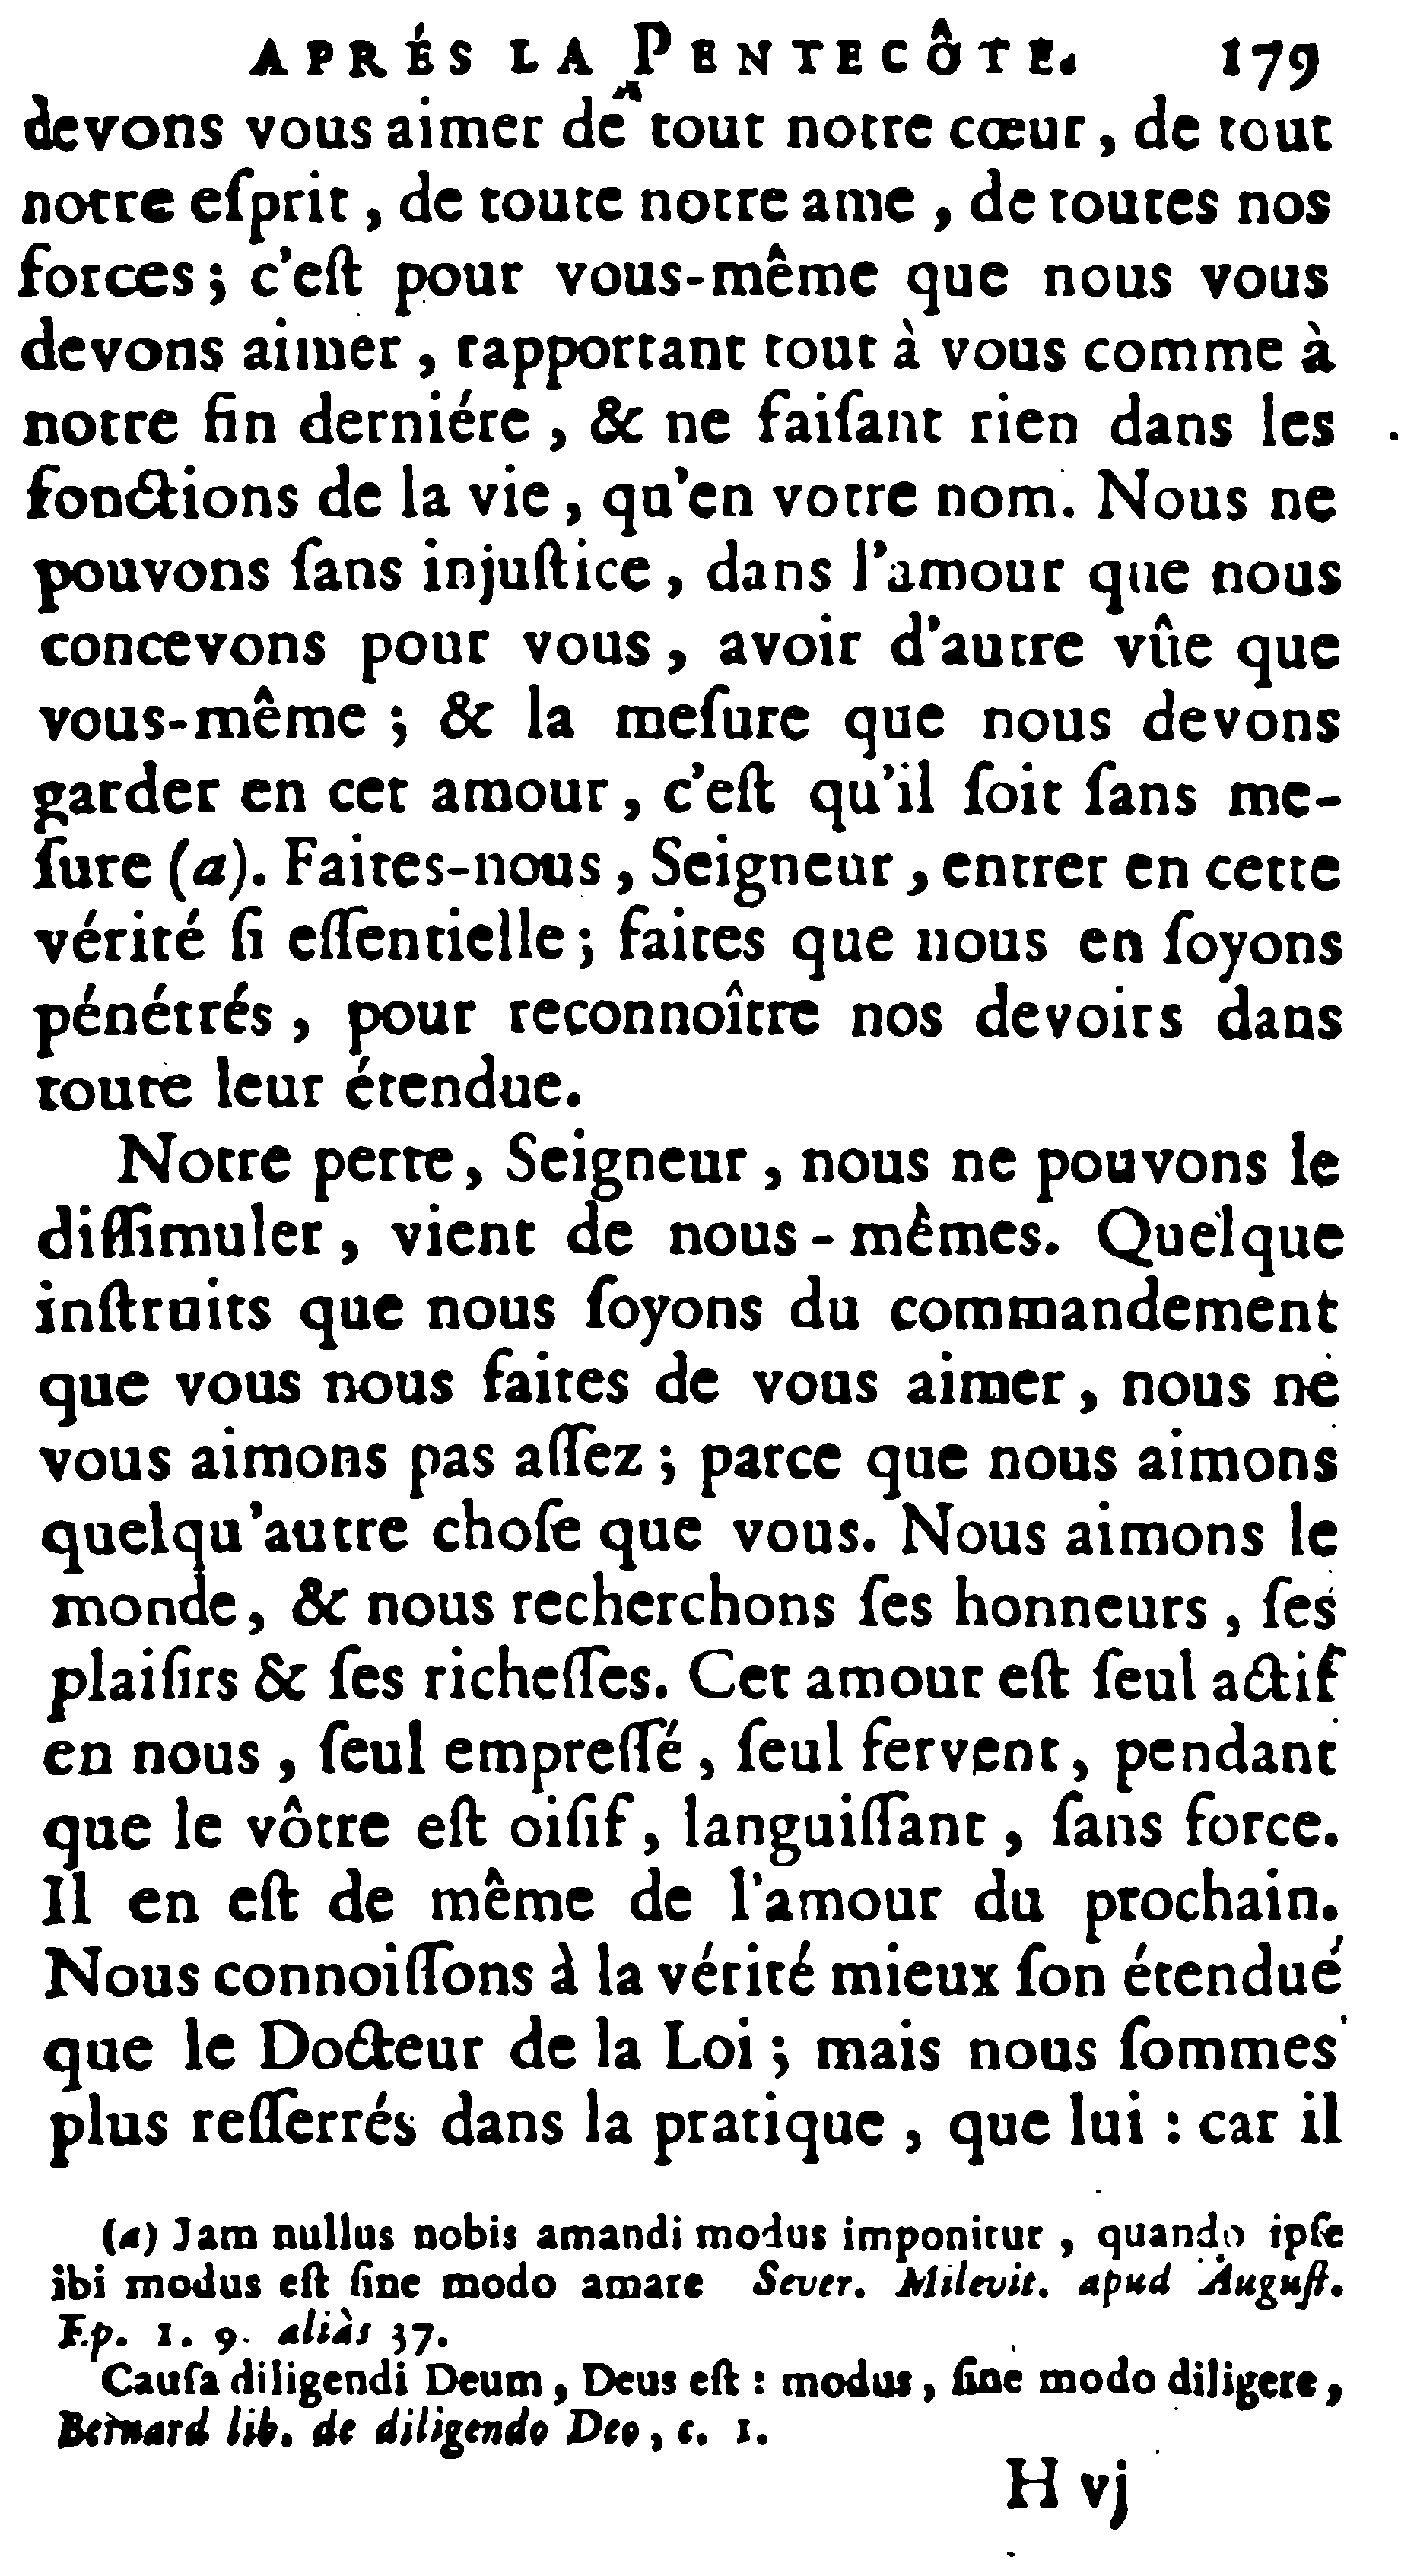 APRÉS LA PENTECÔTE. 179
devons vous aimer de tout notre cœur, de tout
notre eſprit, de toute notre ame, de toutes nos
forces; c'eſt pour vous-même que nous vous
devons aimer, rapportant tout à vous comme à
notre fin derniére, & ne faiſant rien dans les
fonctions de la vie, qu'en votre nom. Nous ne
pouvons ſans injuſtice, dans l'amour que nous
concevons pour vous, avoir d'autre vûe que
vous-même; & la meſure que nous devons
garder en cet amour, c'eſt qu'il ſoit ſans me-
ſure (a). Faites-nous, Seigneur, entrer en cette
vérité ſi eſſentielle; faites que nous en ſoyons
pénétrés, pour reconnoître nos devoirs dans
toute leur étendue.
Notre perte, Seigneur, nous ne pouvons le
diſſimuler, vient de nous-mêmes. Quelque
inſtruits que nous ſoyons du commandement
que vous nous faites de vous aimer, nous ne
vous aimons pas aſſez; parce que nous aimons
quelqu'autre choſe que vous. Nous aimons le
monde, & nous recherchons ſes honneurs, ſes
plaiſirs & ſes richeſſes. Cet amour eſt ſeul actif
en nous, ſeul empreſſé, ſeul fervent, pendant
que le vôtre eſt oiſif, languiſſant, ſans force.
Il en eſt de même de l'amour du prochain.
Nous connoiſſons à la vérité mieux ſon étendue
que le Docteur de la Loi; mais nous ſommes
plus reſſerrés dans la pratique, que lui: car il
(a) Jam nullus nobis amandi modus imponitur, quando ipſe
ibi modus eſt ſine modo amare Sever. Milevit. apud Auguſt.
Ep. 1. 9. aliàs 37.
Cauſa diligendi Deum, Deus eſt: modus, ſine modo diligere,
Bernard lib. de diligendo Deo, c. 1.
H vj